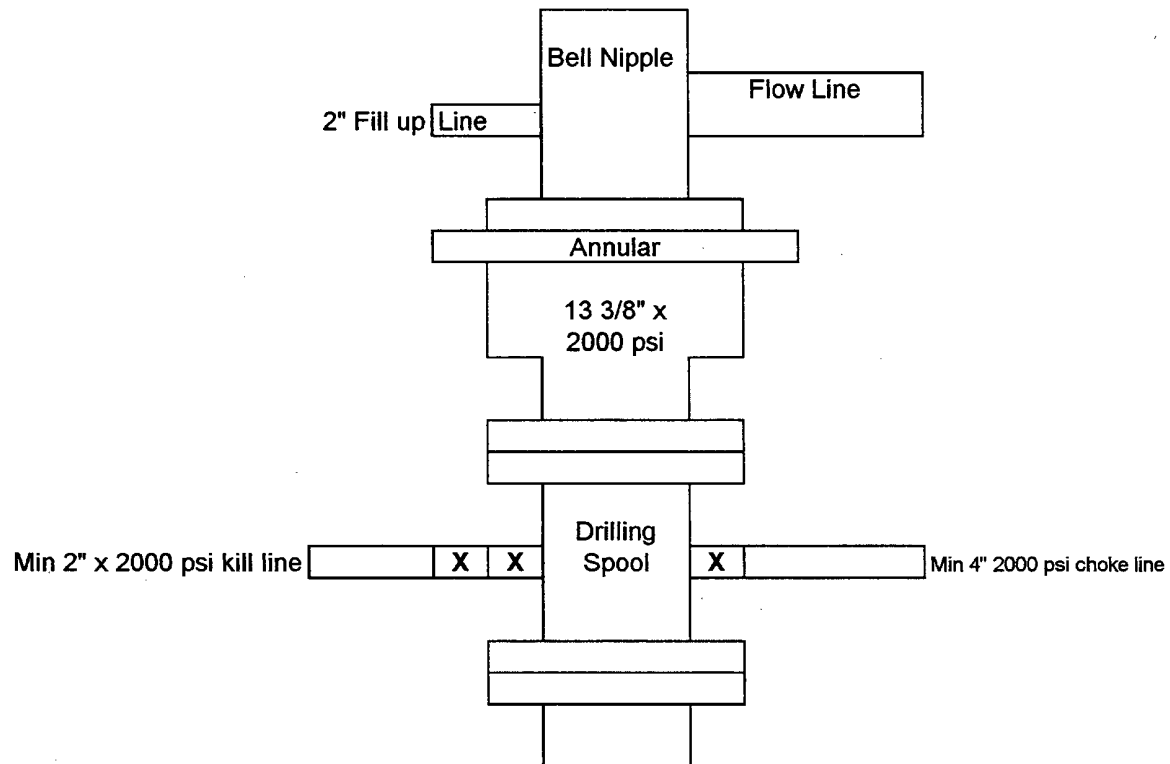 Bell Nipple
Flow Line
2" Fill up Line
Annular
13 3/8" x
2000 psi
Drilling
Spool
Min 2" x 2000 psi kill line
X X
X
Min 4" 2000 psi choke line